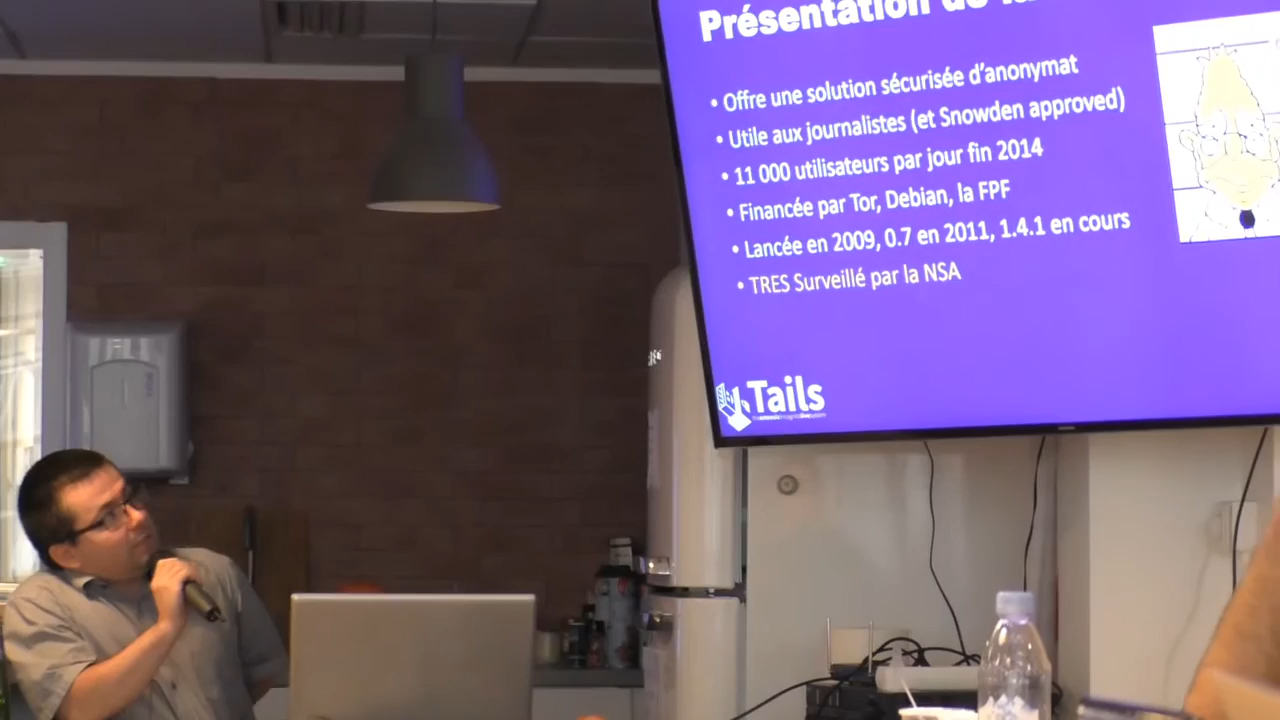 Présentation de la
• Offre une solution sécurisée d'anonymat
• Utile aux journalistes (et Snowden approved)
• 11 000 utilisateurs par jour fin 2014
• Financée par Tor, Debian, la FPF
• Lancée en 2009, 0.7 en 2011, 1.4.1 en cours
• TRES Surveillé par la NSA
Tails